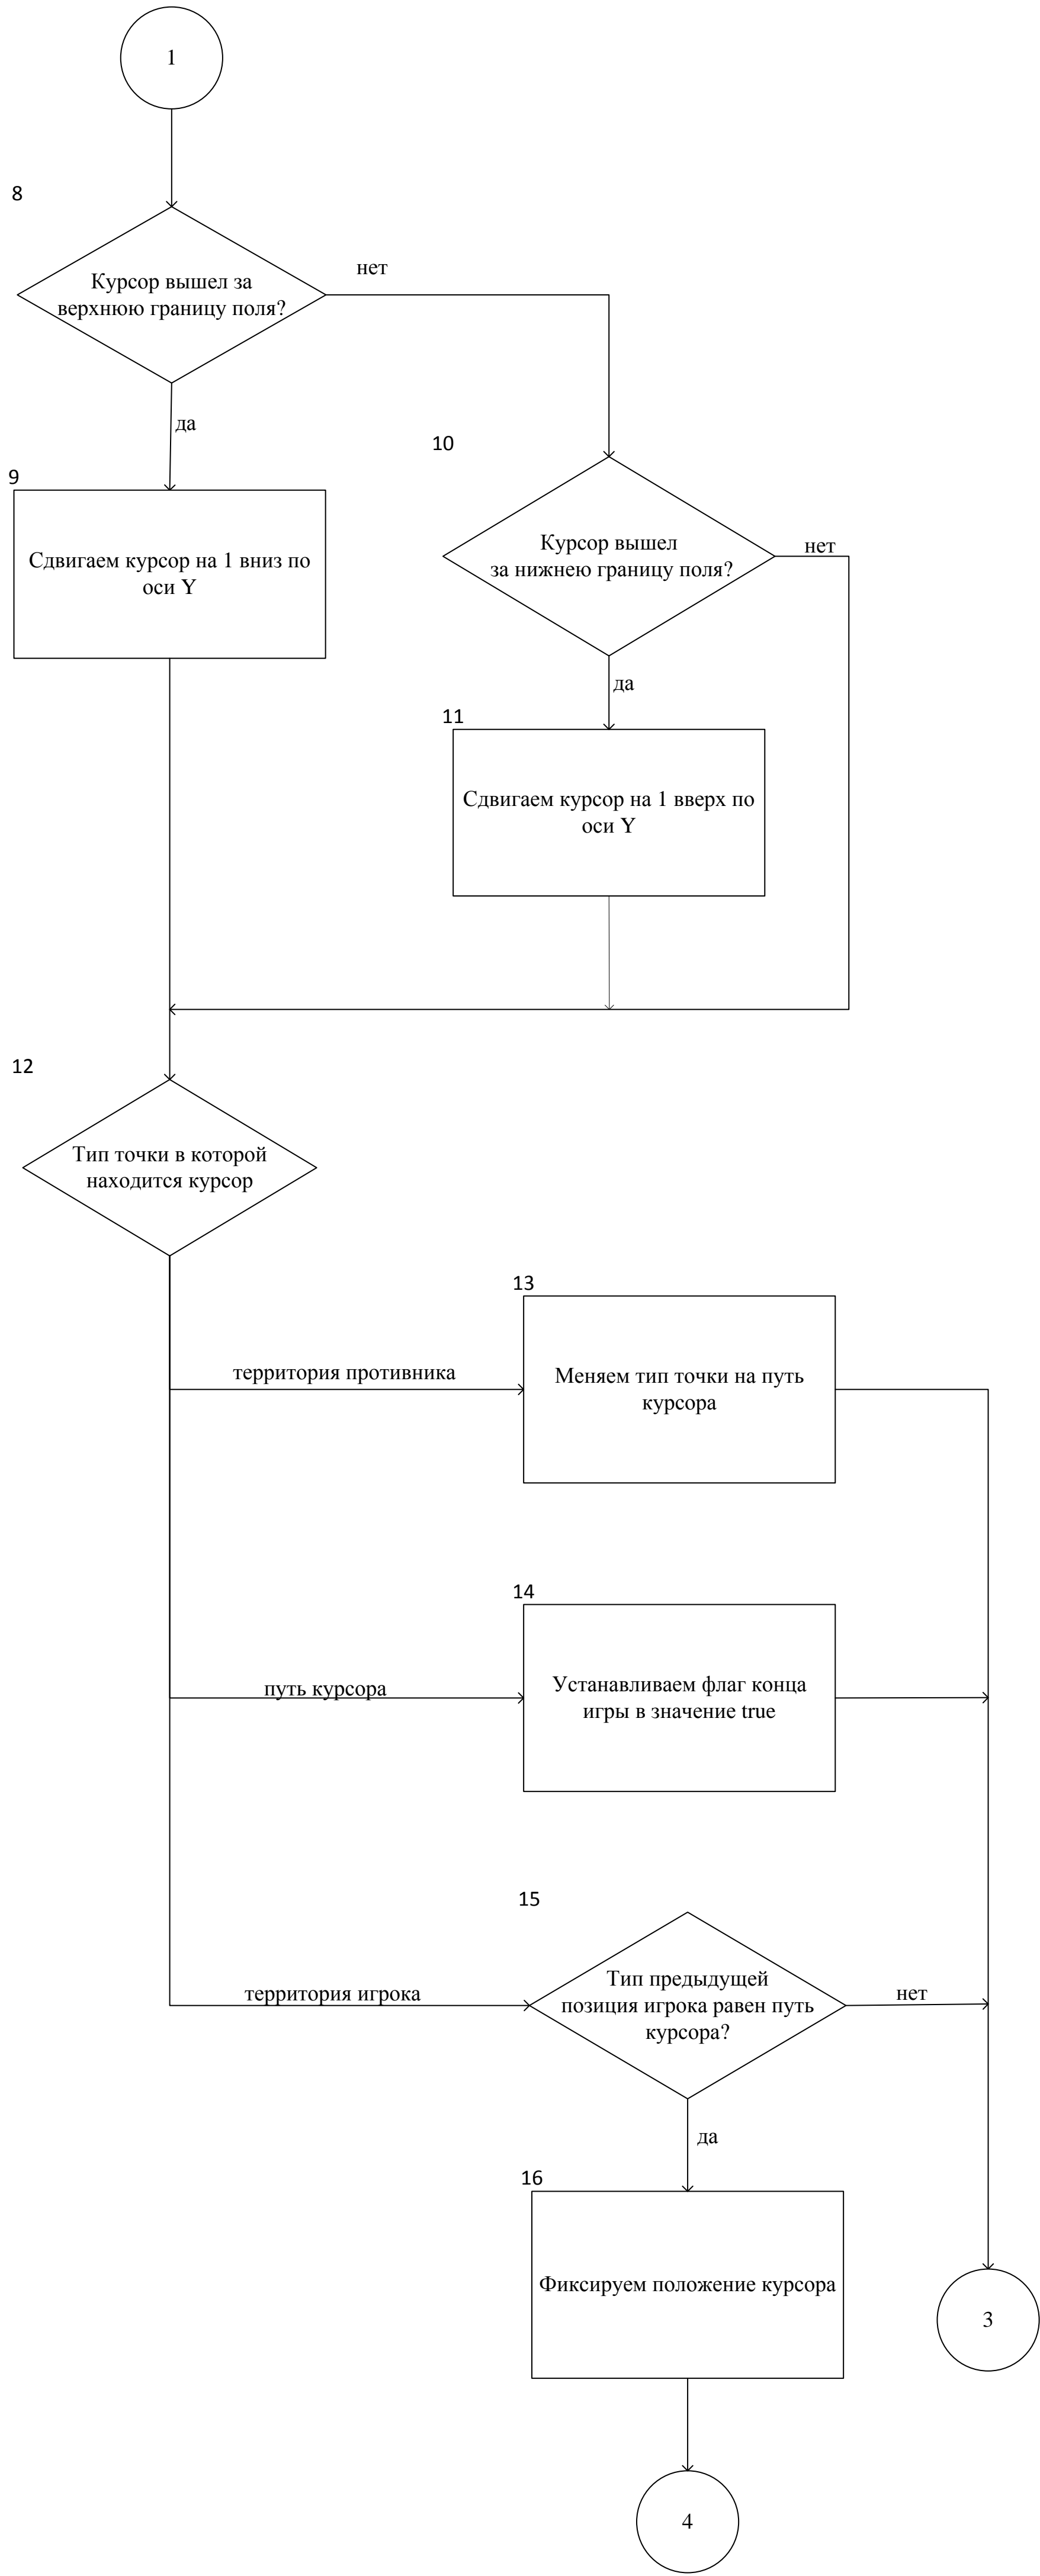 1
8
Курсор вышел за
верхнюю границу поля?
нет
да
9
Сдвигаем курсор на 1 вниз по
оси Y
10
Курсор вышел
за нижнею границу поля?
нет
да
11
Сдвигаем курсор на 1 вверх по
оси Y
12
Тип точки в которой
находится курсор
территория противника
13
Меняем тип точки на путь
курсора
путь курсора
14
Устанавливаем флаг конца
игры в значение true
территория игрока
15
Тип предыдущей
позиция игрока равен путь
курсора?
нет
да
16
Фиксируем положение курсора
3
4